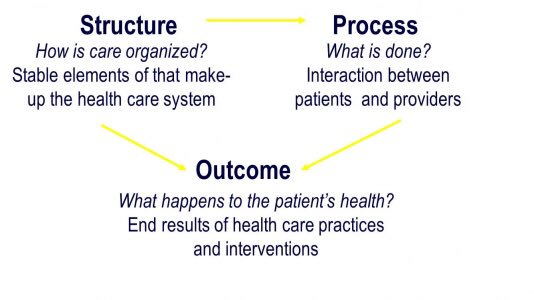 Structure
How is care organized?
Stable elements of that make-
up the health care system
Process
What is done?
Interaction between
patients and providers
Outcome
What happens to the patient's health?
End results of health care practices
and interventions